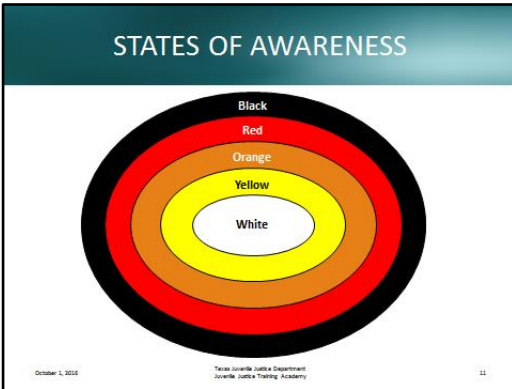 STATES OF AWARENESS
Black
Red
Orange
Yellow
White
October 1, 2016
Texas Juvenile Justice Department
Juvenile Justice Training Academy
11